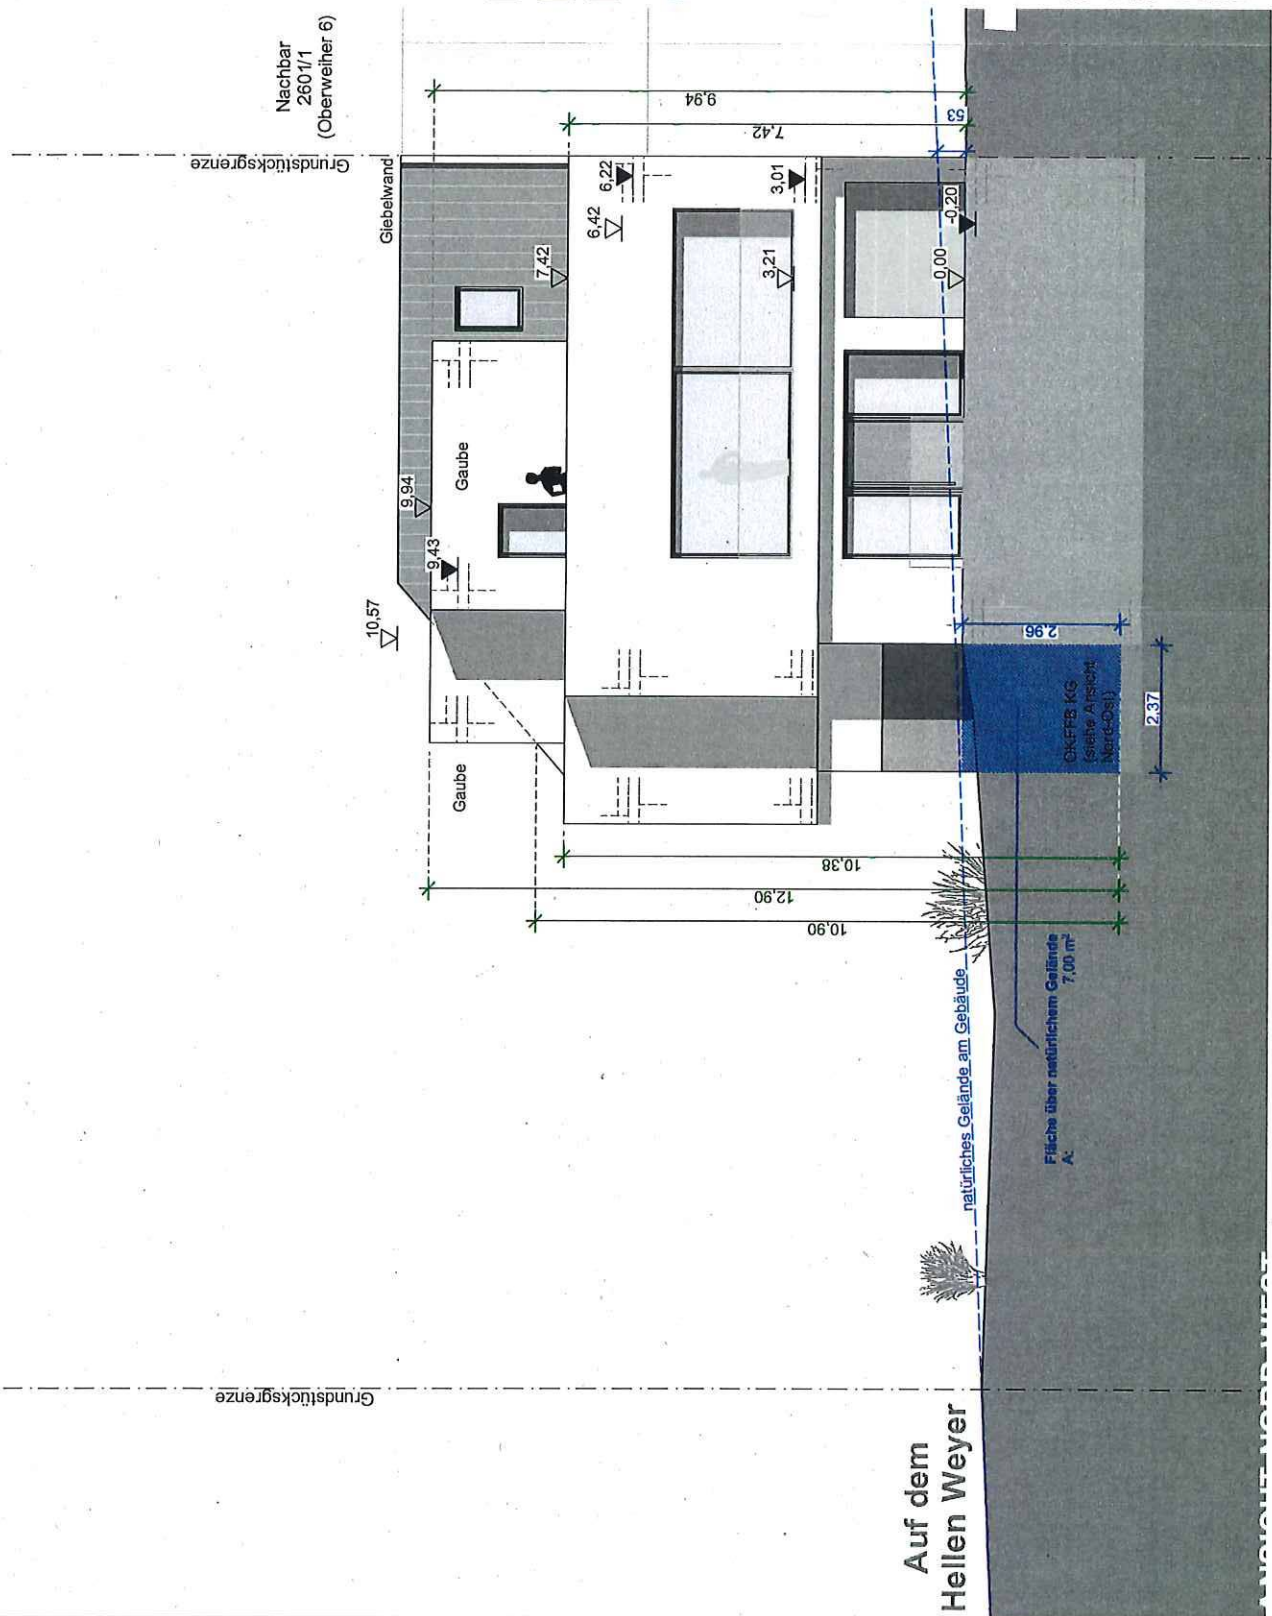 Nachbar
2601/1
(Oberweiher 6)
Grundstücksgrenze
Giebelwand
10,57
9,94
9,43
Gaube
Gaube
7,42
6,42
6,22
3,21
3,01
0,00
-0,20
9,94
7,42
53
10,38
12,90
10,90
2,96
2,37
OKFFB KG
(siehe Ansicht
Nord-Ost)
natürliches Gelände am Gebäude
Fläche über natürlichem Gelände
A: 7,00 m²
Grundstücksgrenze
Auf dem
Hellen Weyer
ANSICHT NORD-WEST